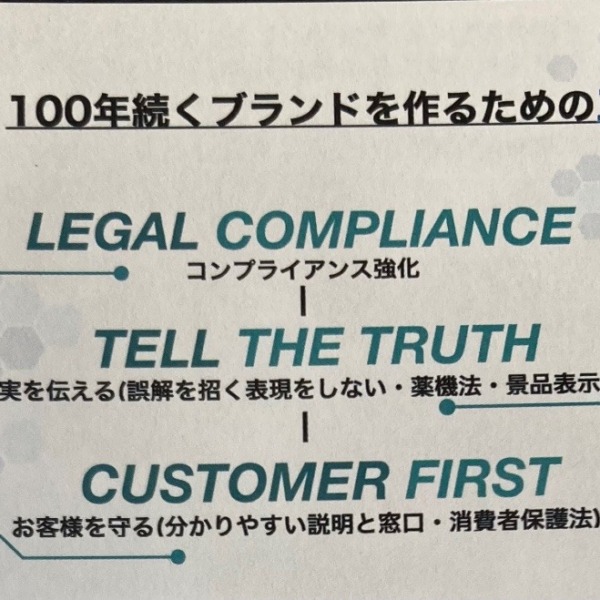 100年続くブランドを作るための
LEGAL COMPLIANCE
コンプライアンス強化
TELL THE TRUTH
実を伝える(誤解を招く表現をしない・薬機法・景品表示
CUSTOMER FIRST
お客様を守る(分かりやすい説明と窓口・消費者保護法)